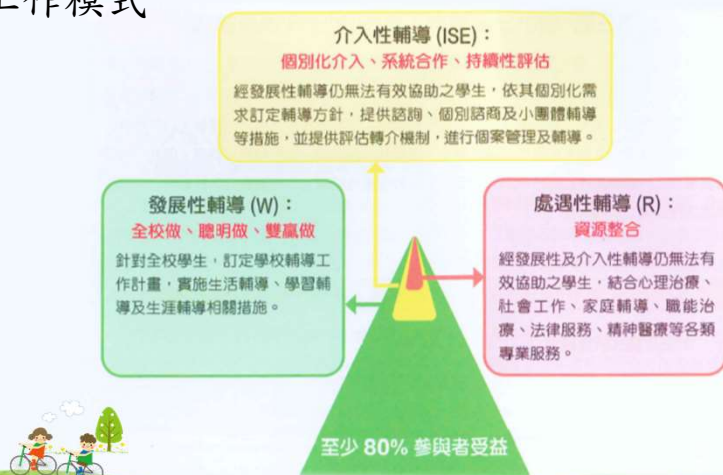 工作模式
介入性輔導 (ISE)：
個別化介入、系統合作、持續性評估
經發展性輔導仍無法有效協助之學生，依其個別化需
求訂定輔導方針，提供諮詢、個別諮商及小團體輔導
等措施，並提供評估轉介機制，進行個案管理及輔導。
發展性輔導 (W)：
全校做、聰明做、雙贏做
針對全校學生，訂定學校輔導工
作計畫，實施生活輔導、學習輔
導及生涯輔導相關措施。
處遇性輔導 (R)：
資源整合
經發展性及介入性輔導仍無法有
效協助之學生，結合心理治療、
社會工作、家庭輔導、職能治
療、法律服務、精神醫療等各類
專業服務。
至少 80% 參與者受益